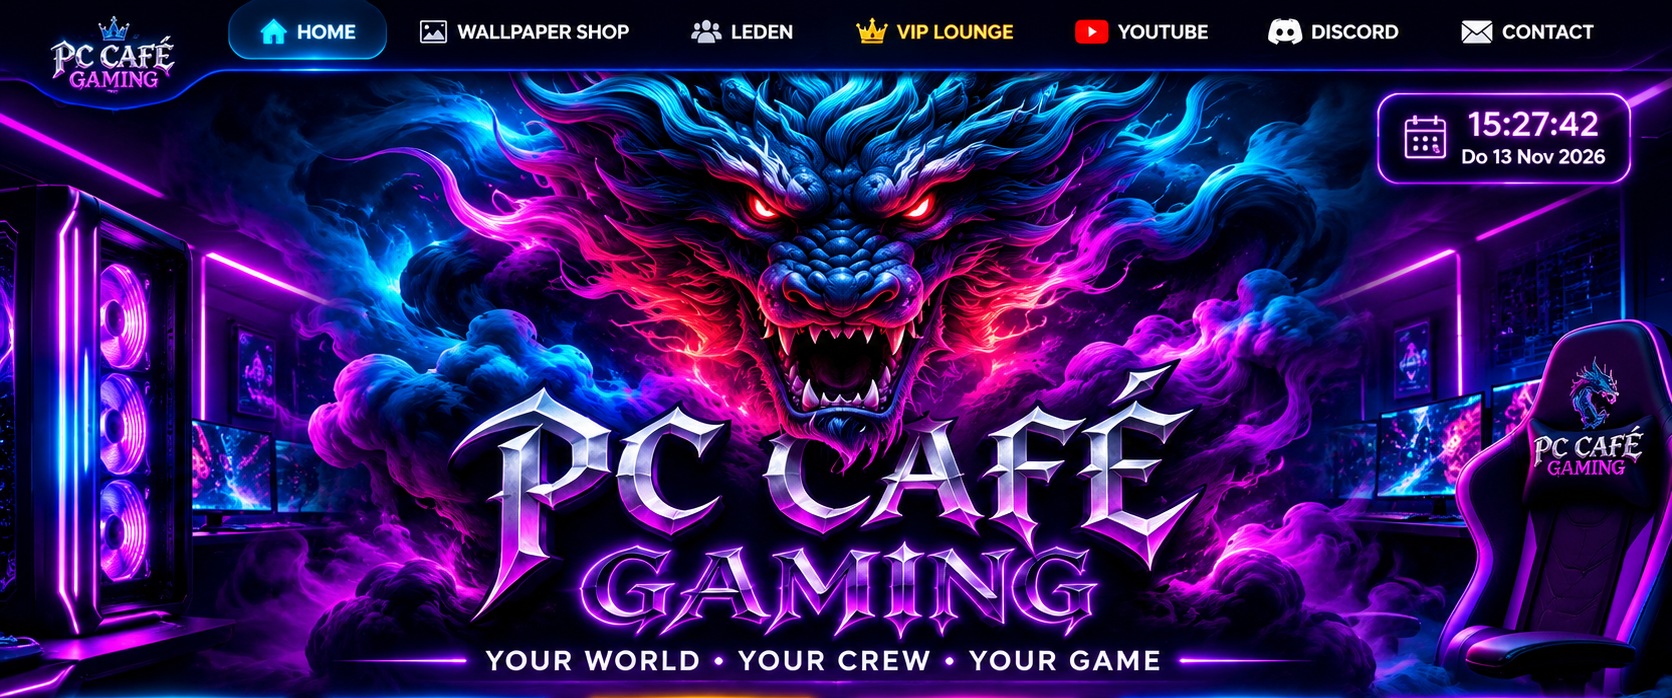 PC CAFÉ
GAMING
HOME
WALLPAPER SHOP
LEDEN
VIP LOUNGE
YOUTUBE
DISCORD
CONTACT
15:27:42
Do 13 Nov 2026
PC CAFÉ
GAMING
PC CAFÉ
GAMING
YOUR WORLD • YOUR CREW • YOUR GAME